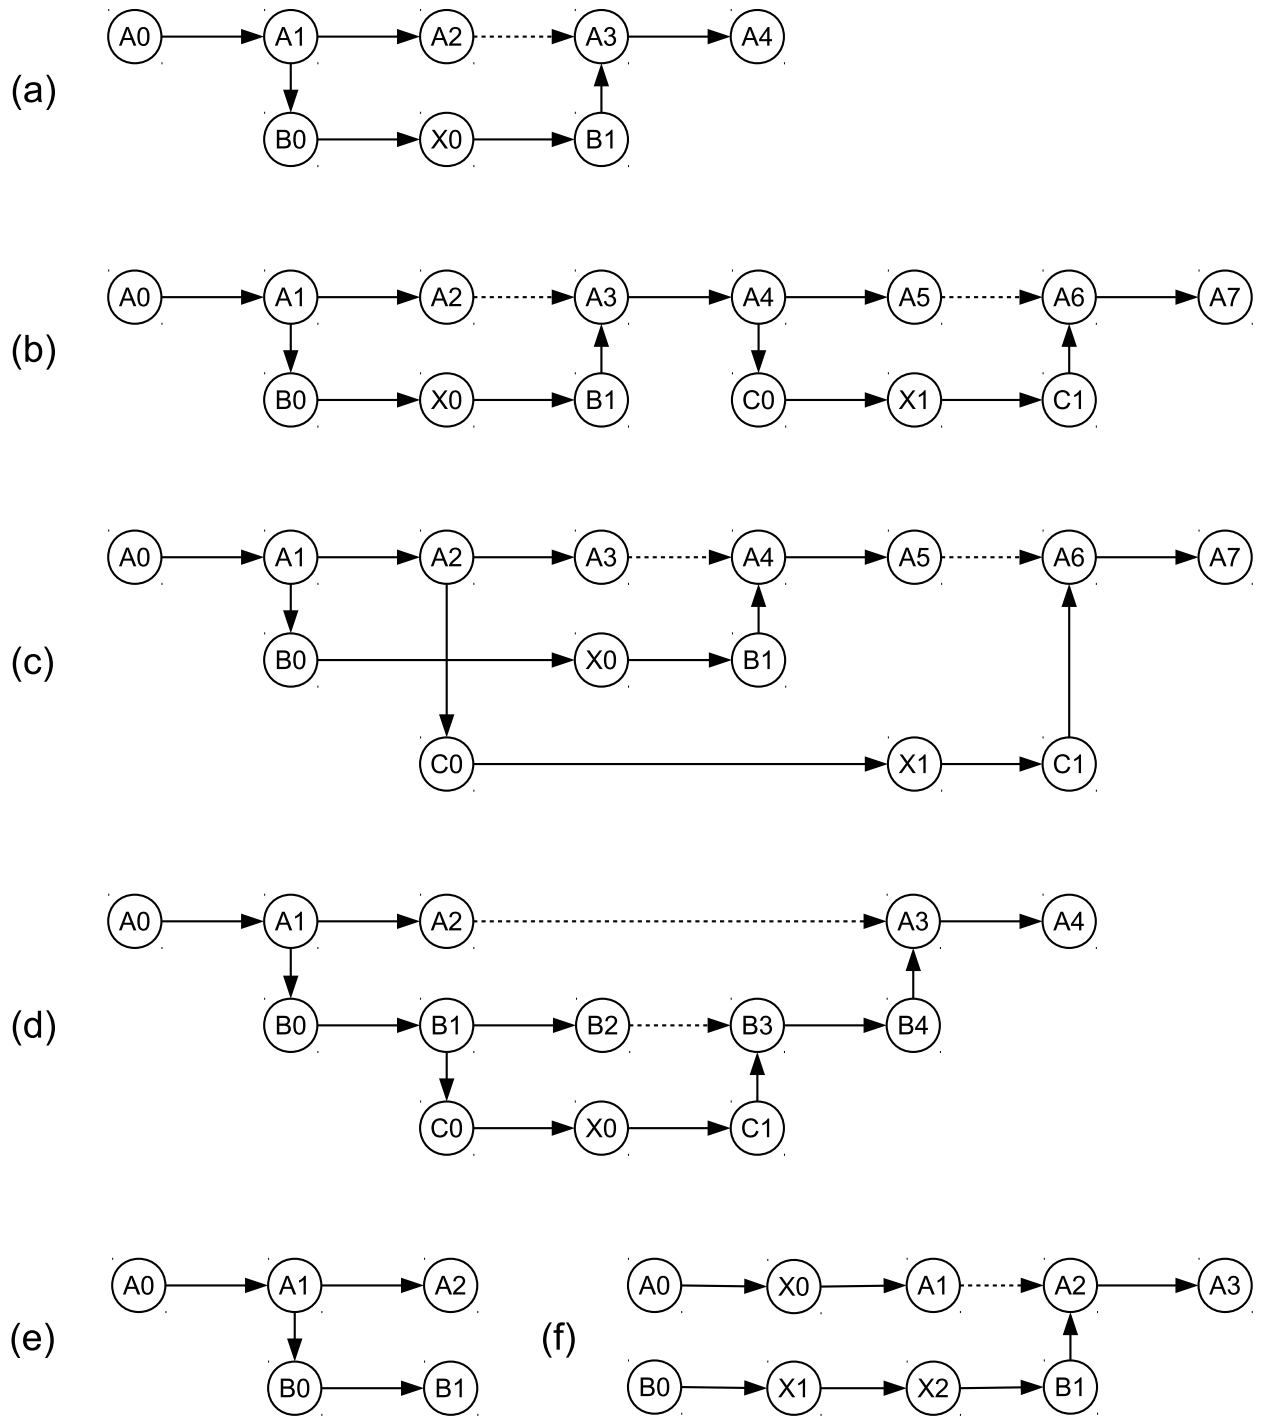 A0 A1 A2 A3 A4
(a)
B0 X0 B1
A0 A1 A2 A3 A4 A5 A6 A7
(b)
B0 X0 B1 C0 X1 C1
A0 A1 A2 A3 A4 A5 A6 A7
(c)
B0 X0 B1
C0 X1 C1
A0 A1 A2 A3 A4
(d)
B0 B1 B2 B3 B4
C0 X0 C1
A0 A1 A2
(e)
B0 B1
A0 X0 A1 A2 A3
(f)
B0 X1 X2 B1